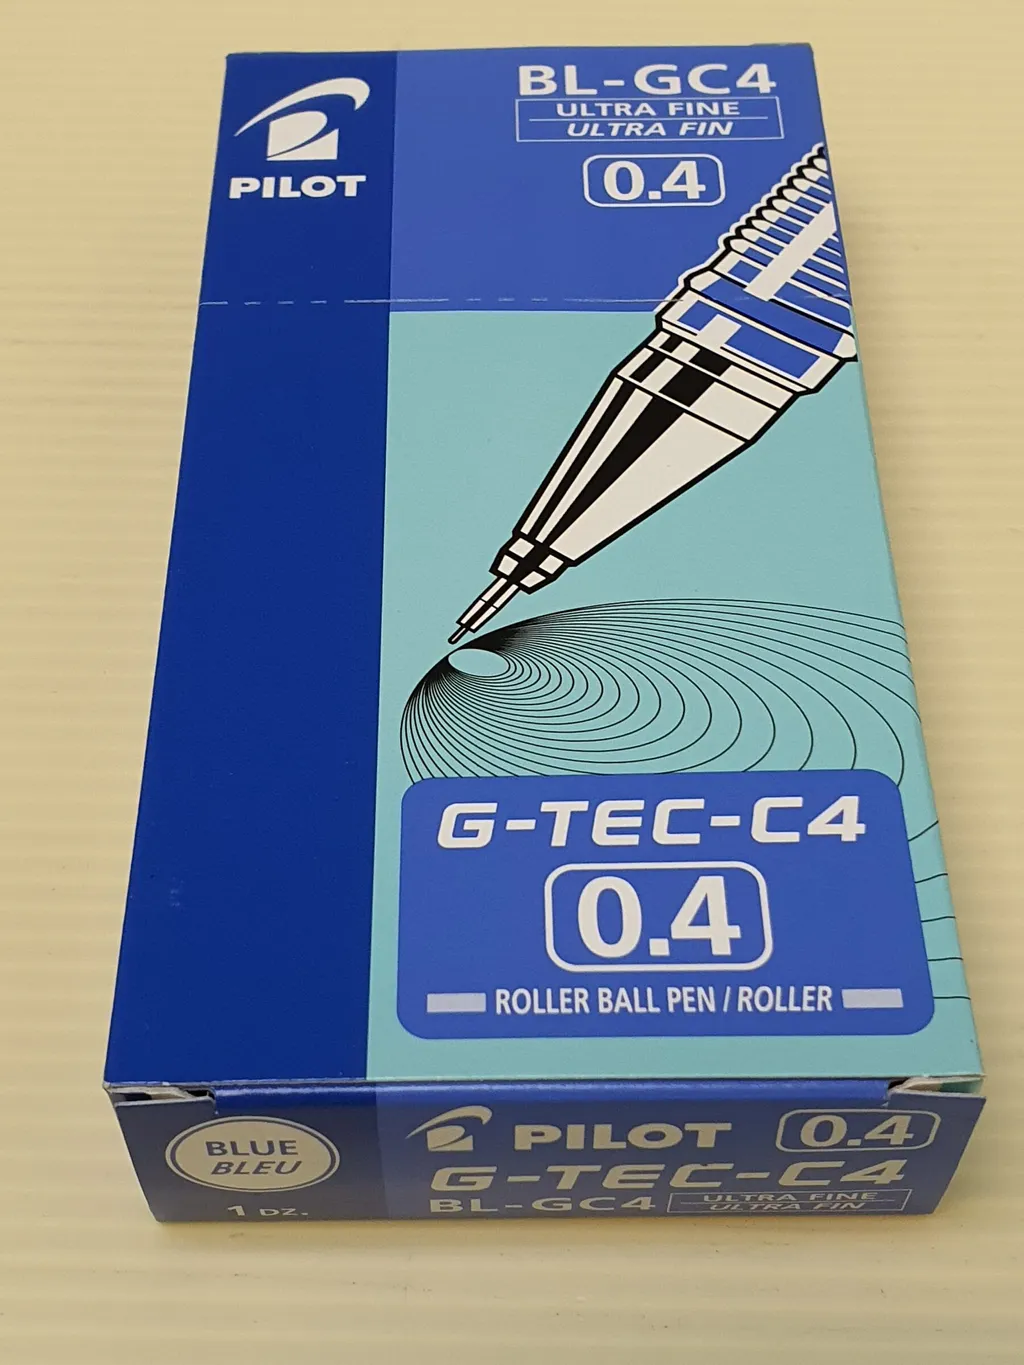 PILOT
BL-GC4
ULTRA FINE
ULTRA FIN
0.4
G-TEC-C4
0.4
ROLLER BALL PEN / ROLLER
BLUE
BLEU
1 DZ.
PILOT 0.4
G-TEC-C4
BL-GC4 ULTRA FINE
ULTRA FIN